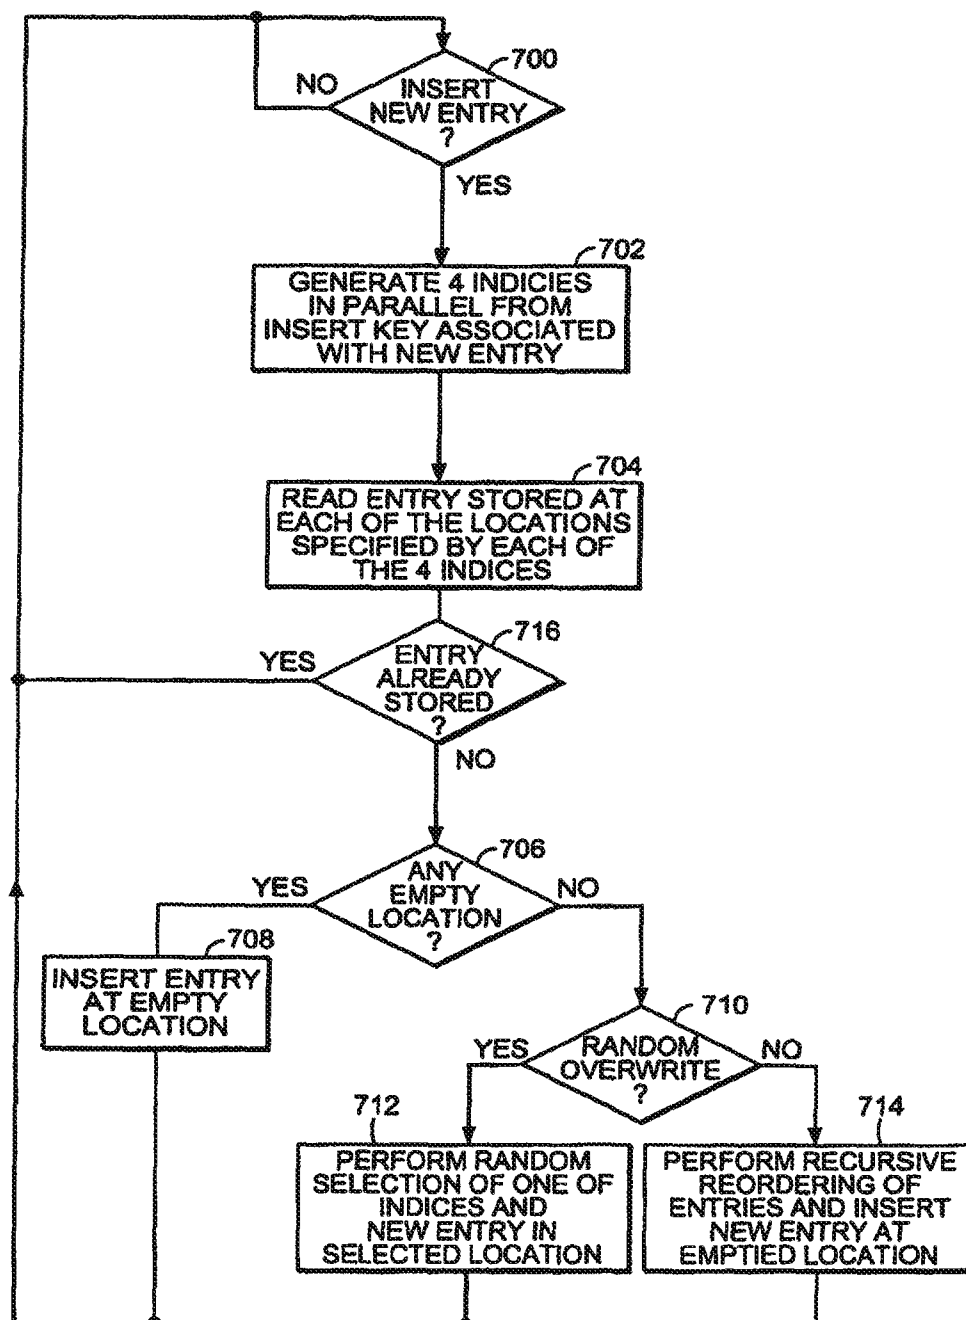 700
NO
INSERT
NEW ENTRY
?
YES
702
GENERATE 4 INDICIES
IN PARALLEL FROM
INSERT KEY ASSOCIATED
WITH NEW ENTRY
704
READ ENTRY STORED AT
EACH OF THE LOCATIONS
SPECIFIED BY EACH OF
THE 4 INDICES
716
YES
ENTRY
ALREADY
STORED
?
NO
706
YES
ANY
EMPTY
LOCATION
?
NO
708
INSERT ENTRY
AT EMPTY
LOCATION
710
YES
RANDOM
OVERWRITE
?
NO
712
PERFORM RANDOM
SELECTION OF ONE OF
INDICES AND
NEW ENTRY IN
SELECTED LOCATION
714
PERFORM RECURSIVE
REORDERING OF
ENTRIES AND INSERT
NEW ENTRY AT
EMPTIED LOCATION